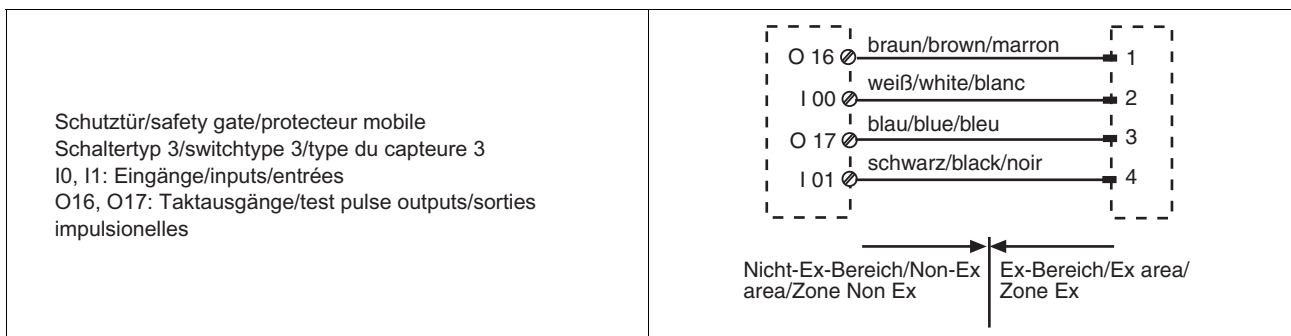 Schutztür/safety gate/protecteur mobile
Schaltertyp 3/switchtype 3/type du capteure 3
I0, I1: Eingänge/inputs/entrées
O16, O17: Taktausgänge/test pulse outputs/sorties
impulsionelles
O 16 braun/brown/marron 1
I 00 weiß/white/blanc 2
O 17 blau/blue/bleu 3
I 01 schwarz/black/noir 4
Nicht-Ex-Bereich/Non-Ex
area/Zone Non Ex
Ex-Bereich/Ex area/
Zone Ex